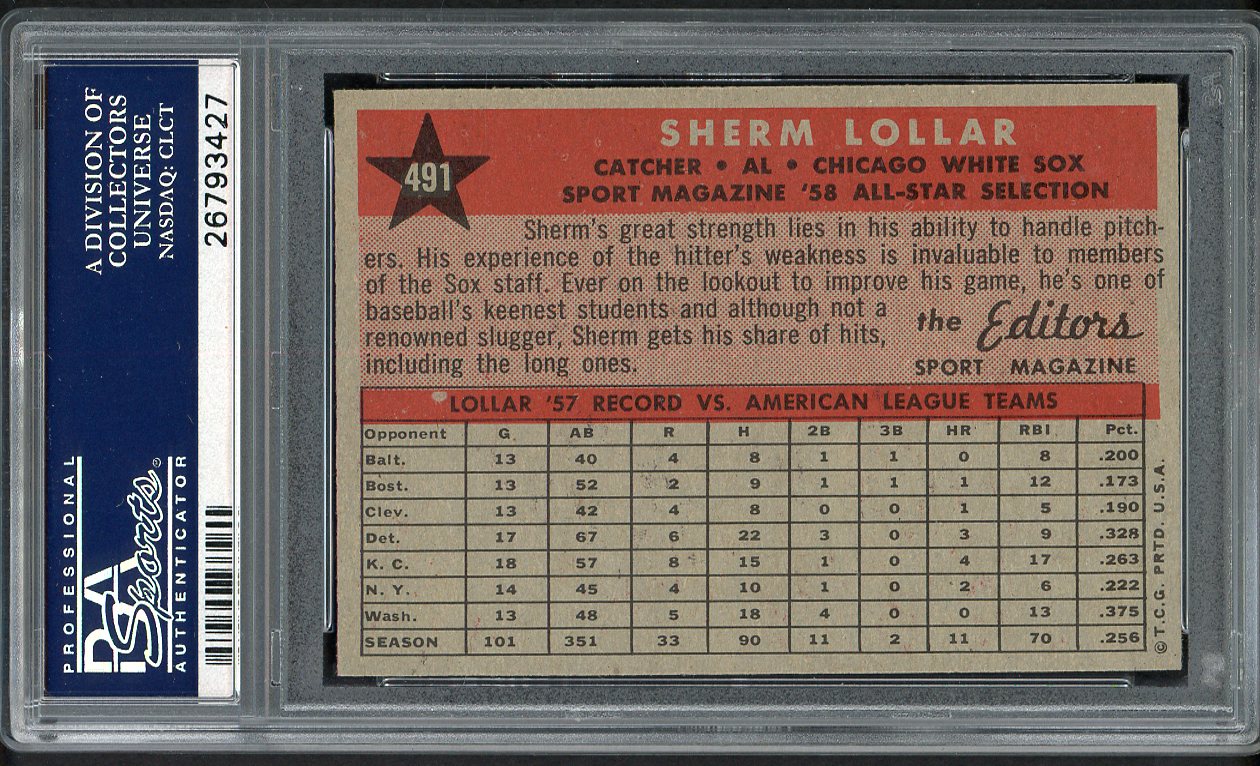 A DIVISION OF
COLLECTORS
UNIVERSE
NASDAQ: CLCT
26793427
PROFESSIONAL
PSA
Sports
AUTHENTICATOR
491
SHERM LOLLAR
CATCHER • AL • CHICAGO WHITE SOX
SPORT MAGAZINE '58 ALL-STAR SELECTION
Sherm's great strength lies in his ability to handle pitch-
ers. His experience of the hitter's weakness is invaluable to members
of the Sox staff. Ever on the lookout to improve his game, he's one of
baseball's keenest students and although not a
renowned slugger, Sherm gets his share of hits,
including the long ones.
the Editors
SPORT MAGAZINE
LOLLAR '57 RECORD VS. AMERICAN LEAGUE TEAMS
Opponent G AB R H 2B 3B HR RBI Pct.
Balt. 13 40 4 8 1 1 0 8 .200
Bost. 13 52 2 9 1 1 1 12 .173
Clev. 13 42 4 8 0 0 1 5 .190
Det. 17 67 6 22 3 0 3 9 .328
K. C. 18 57 8 15 1 0 4 17 .263
N. Y. 14 45 4 10 1 0 2 6 .222
Wash. 13 48 5 18 4 0 0 13 .375
SEASON 101 351 33 90 11 2 11 70 .256
© T.C.G. PRTD. U.S.A.